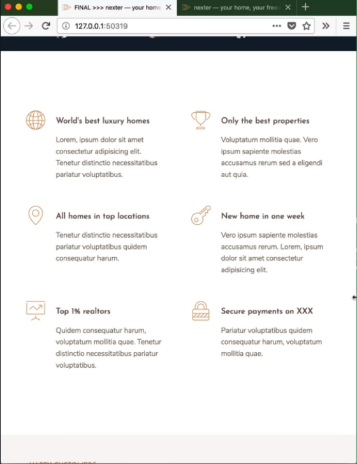 FINAL >>> nexter — your home
nexter — your home, your free
127.0.0.1:50319
World's best luxury homes
Lorem, ipsum dolor sit amet
consectetur adipisicing elit.
Tenetur distinctio necessitatibus
pariatur voluptatibus.
Only the best properties
Voluptatum mollitia quae. Vero
ipsum sapiente molestias
accusamus rerum sed a eligendi
aut quia.
All homes in top locations
Tenetur distinctio necessitatibus
pariatur voluptatibus quidem
consequatur harum.
New home in one week
Vero ipsum sapiente molestias
accusamus rerum. Lorem, ipsum
dolor sit amet consectetur
adipisicing elit.
Top 1% realtors
Quidem consequatur harum,
voluptatum mollitia quae. Tenetur
distinctio necessitatibus pariatur
voluptatibus.
Secure payments on XXX
Pariatur voluptatibus quidem
consequatur harum, voluptatum
mollitia quae.